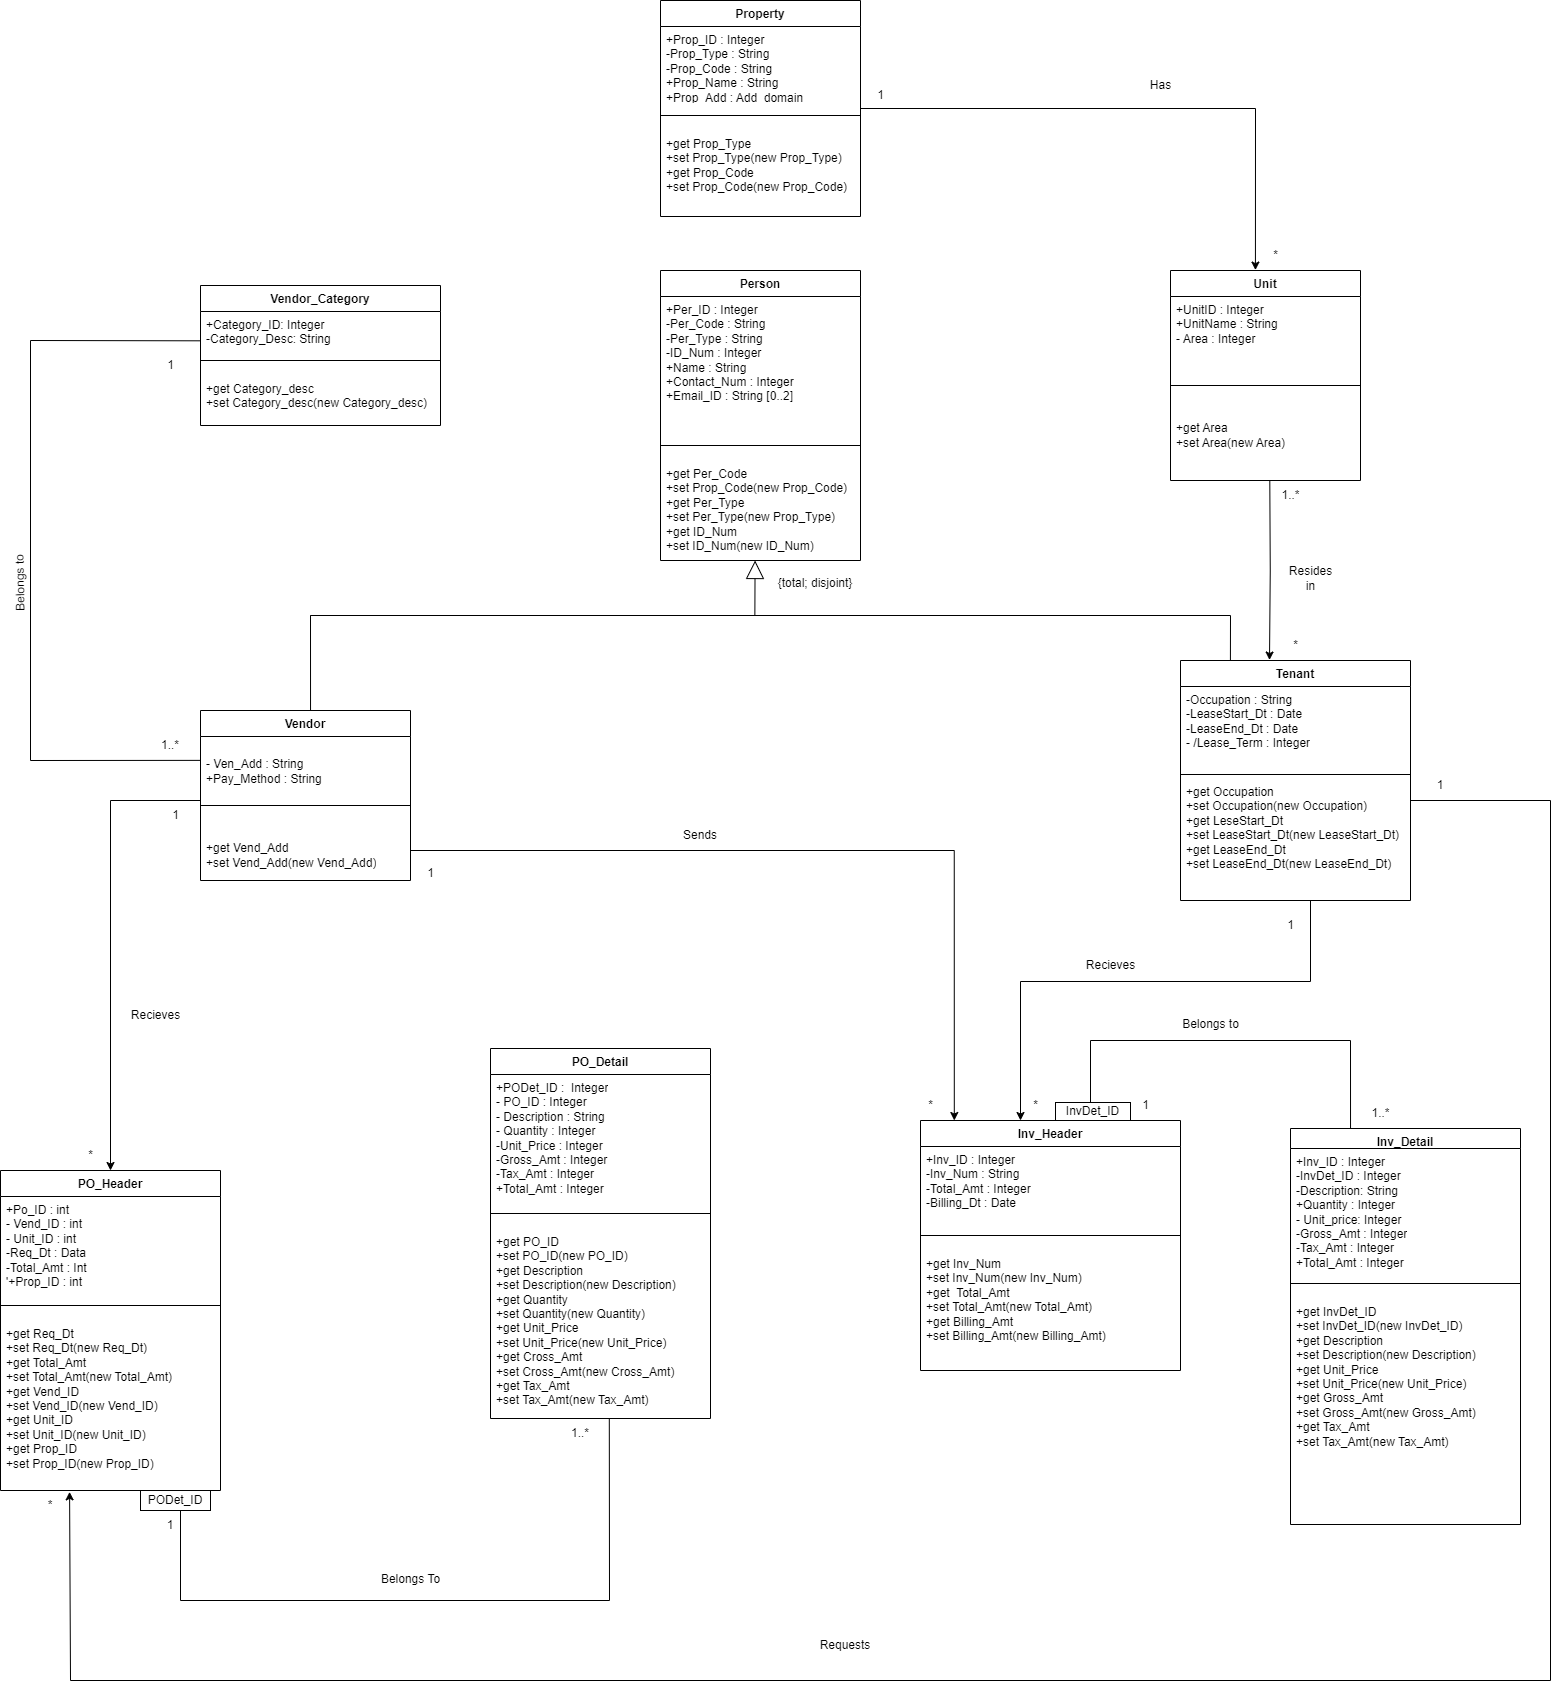 Property
+Prop_ID : Integer
-Prop_Type : String
-Prop_Code : String
+Prop_Name : String
+Prop_Add : Add_domain
+get Prop_Type
+set Prop_Type(new Prop_Type)
+get Prop_Code
+set Prop_Code(new Prop_Code)
1
Has
*
Vendor_Category
+Category_ID: Integer
-Category_Desc: String
+get Category_desc
+set Category_desc(new Category_desc)
1
Belongs to
1..*
Person
+Per_ID : Integer
-Per_Code : String
-Per_Type : String
-ID_Num : Integer
+Name : String
+Contact_Num : Integer
+Email_ID : String [0..2]
+get Per_Code
+set Prop_Code(new Prop_Code)
+get Per_Type
+set Per_Type(new Prop_Type)
+get ID_Num
+set ID_Num(new ID_Num)
{total; disjoint}
Unit
+UnitID : Integer
+UnitName : String
- Area : Integer
+get Area
+set Area(new Area)
1..*
Resides
in
*
Vendor
- Ven_Add : String
+Pay_Method : String
+get Vend_Add
+set Vend_Add(new Vend_Add)
1
Recieves
*
1
Sends
*
Tenant
-Occupation : String
-LeaseStart_Dt : Date
-LeaseEnd_Dt : Date
- /Lease_Term : Integer
+get Occupation
+set Occupation(new Occupation)
+get LeseStart_Dt
+set LeaseStart_Dt(new LeaseStart_Dt)
+get LeaseEnd_Dt
+set LeaseEnd_Dt(new LeaseEnd_Dt)
1
1
Recieves
*
Belongs to
InvDet_ID
1
1..*
PO_Header
+Po_ID : int
- Vend_ID : int
- Unit_ID : int
-Req_Dt : Data
-Total_Amt : Int
'+Prop_ID : int
+get Req_Dt
+set Req_Dt(new Req_Dt)
+get Total_Amt
+set Total_Amt(new Total_Amt)
+get Vend_ID
+set Vend_ID(new Vend_ID)
+get Unit_ID
+set Unit_ID(new Unit_ID)
+get Prop_ID
+set Prop_ID(new Prop_ID)
PODet_ID
*
1
PO_Detail
+PODet_ID :  Integer
- PO_ID : Integer
- Description : String
- Quantity : Integer
-Unit_Price : Integer
-Gross_Amt : Integer
-Tax_Amt : Integer
+Total_Amt : Integer
+get PO_ID
+set PO_ID(new PO_ID)
+get Description
+set Description(new Description)
+get Quantity
+set Quantity(new Quantity)
+get Unit_Price
+set Unit_Price(new Unit_Price)
+get Cross_Amt
+set Cross_Amt(new Cross_Amt)
+get Tax_Amt
+set Tax_Amt(new Tax_Amt)
1..*
Belongs To
Inv_Header
+Inv_ID : Integer
-Inv_Num : String
-Total_Amt : Integer
-Billing_Dt : Date
+get Inv_Num
+set Inv_Num(new Inv_Num)
+get  Total_Amt
+set Total_Amt(new Total_Amt)
+get Billing_Amt
+set Billing_Amt(new Billing_Amt)
Inv_Detail
+Inv_ID : Integer
-InvDet_ID : Integer
-Description: String
+Quantity : Integer
- Unit_price: Integer
-Gross_Amt : Integer
-Tax_Amt : Integer
+Total_Amt : Integer
+get InvDet_ID
+set InvDet_ID(new InvDet_ID)
+get Description
+set Description(new Description)
+get Unit_Price
+set Unit_Price(new Unit_Price)
+get Gross_Amt
+set Gross_Amt(new Gross_Amt)
+get Tax_Amt
+set Tax_Amt(new Tax_Amt)
Requests